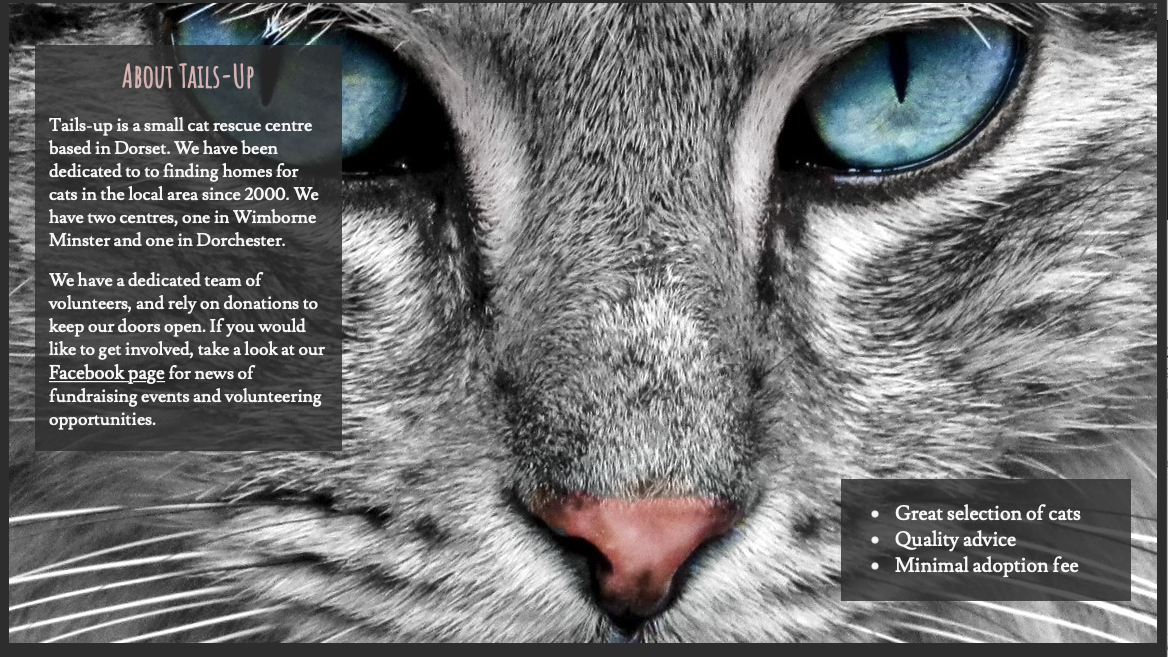 About Tails-Up
Tails-up is a small cat rescue centre
based in Dorset. We have been
dedicated to to finding homes for
cats in the local area since 2000. We
have two centres, one in Wimborne
Minster and one in Dorchester.
We have a dedicated team of
volunteers, and rely on donations to
keep our doors open. If you would
like to get involved, take a look at our
Facebook page for news of
fundraising events and volunteering
opportunities.
• Great selection of cats
• Quality advice
• Minimal adoption fee